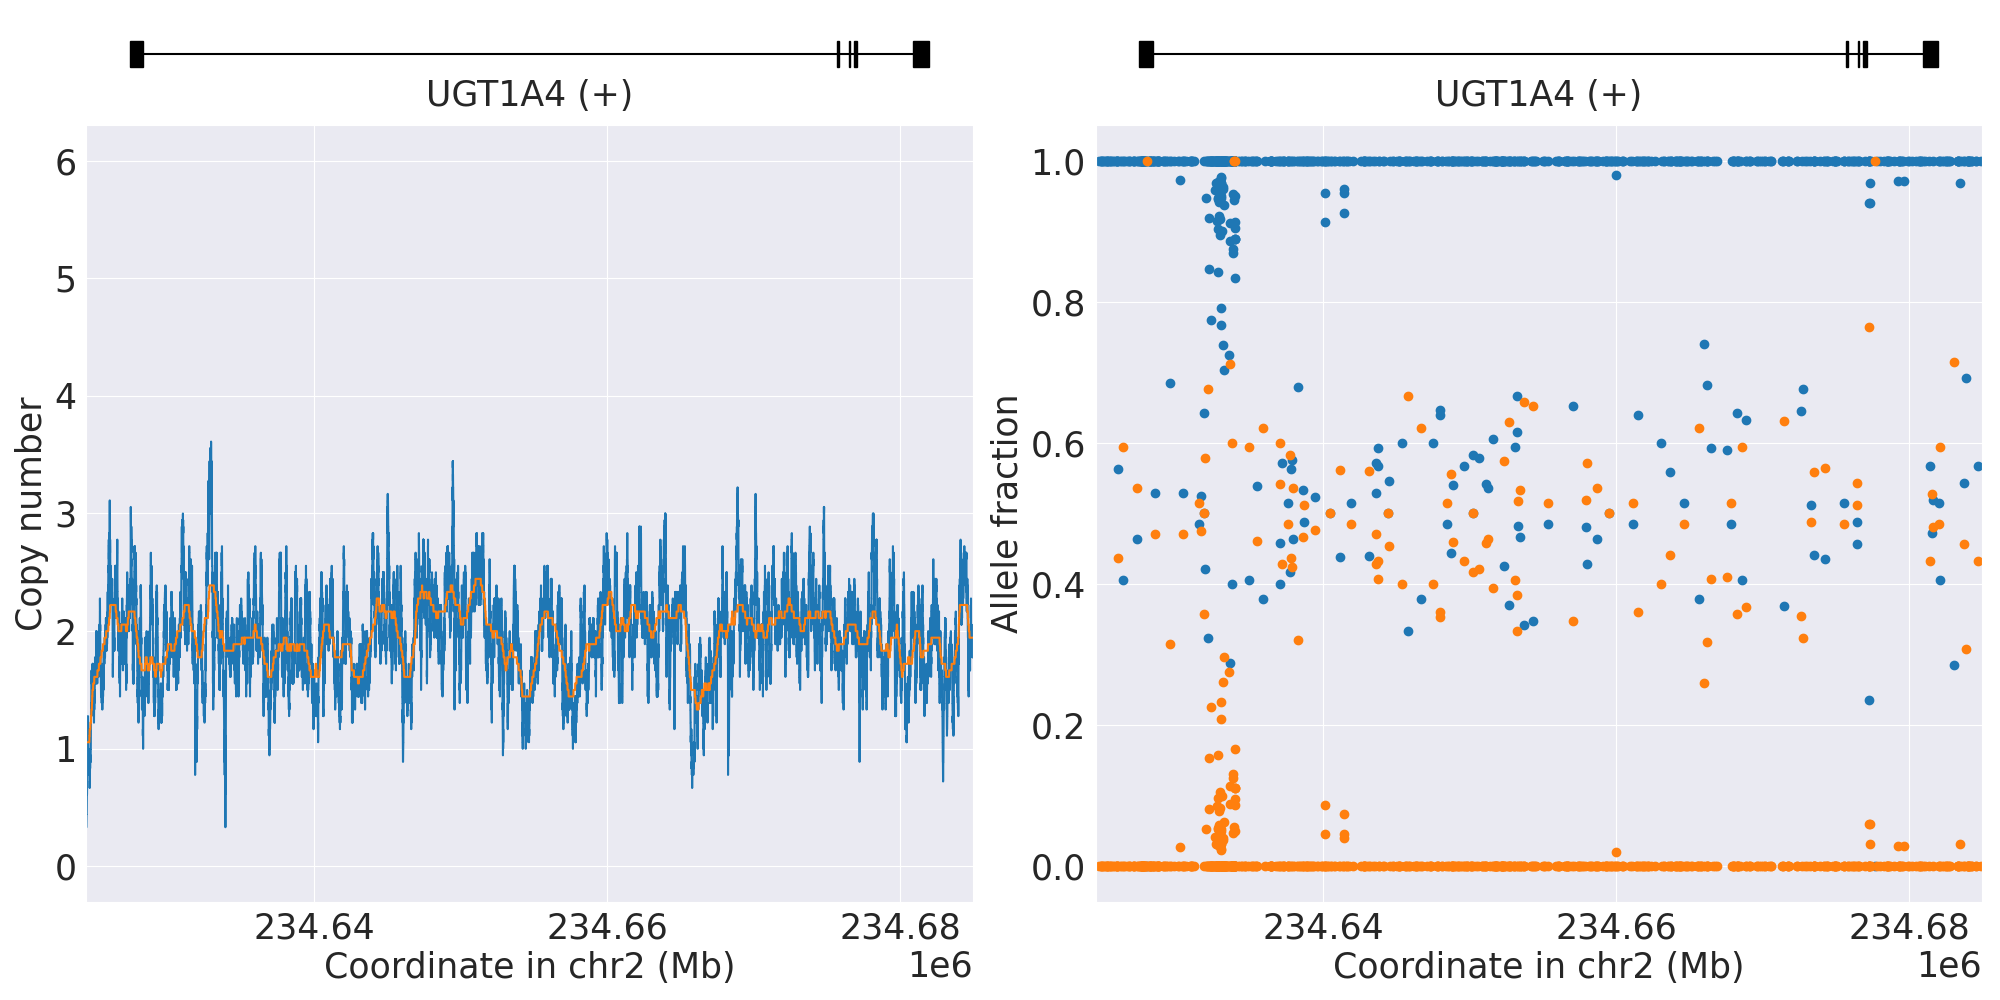 UGT1A4 (+)
Copy number
6
5
4
3
2
1
0
234.64
234.66
234.68
Coordinate in chr2 (Mb)
1e6
UGT1A4 (+)
Allele fraction
1.0
0.8
0.6
0.4
0.2
0.0
234.64
234.66
234.68
Coordinate in chr2 (Mb)
1e6